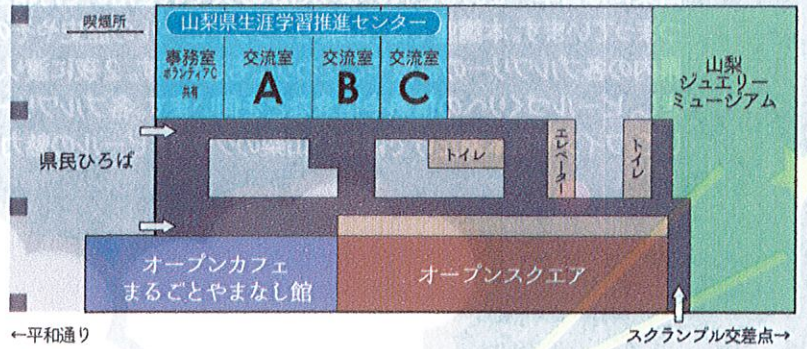 喫煙所
山梨県生涯学習推進センター
事務室
ボランティアC
共有
交流室
A
交流室
B
交流室
C
山梨
ジュエリー
ミュージアム
県民ひろば
トイレ
エレベーター
トイレ
オープンカフェ
まるごとやまなし館
オープンスクエア
←平和通り
スクランブル交差点→